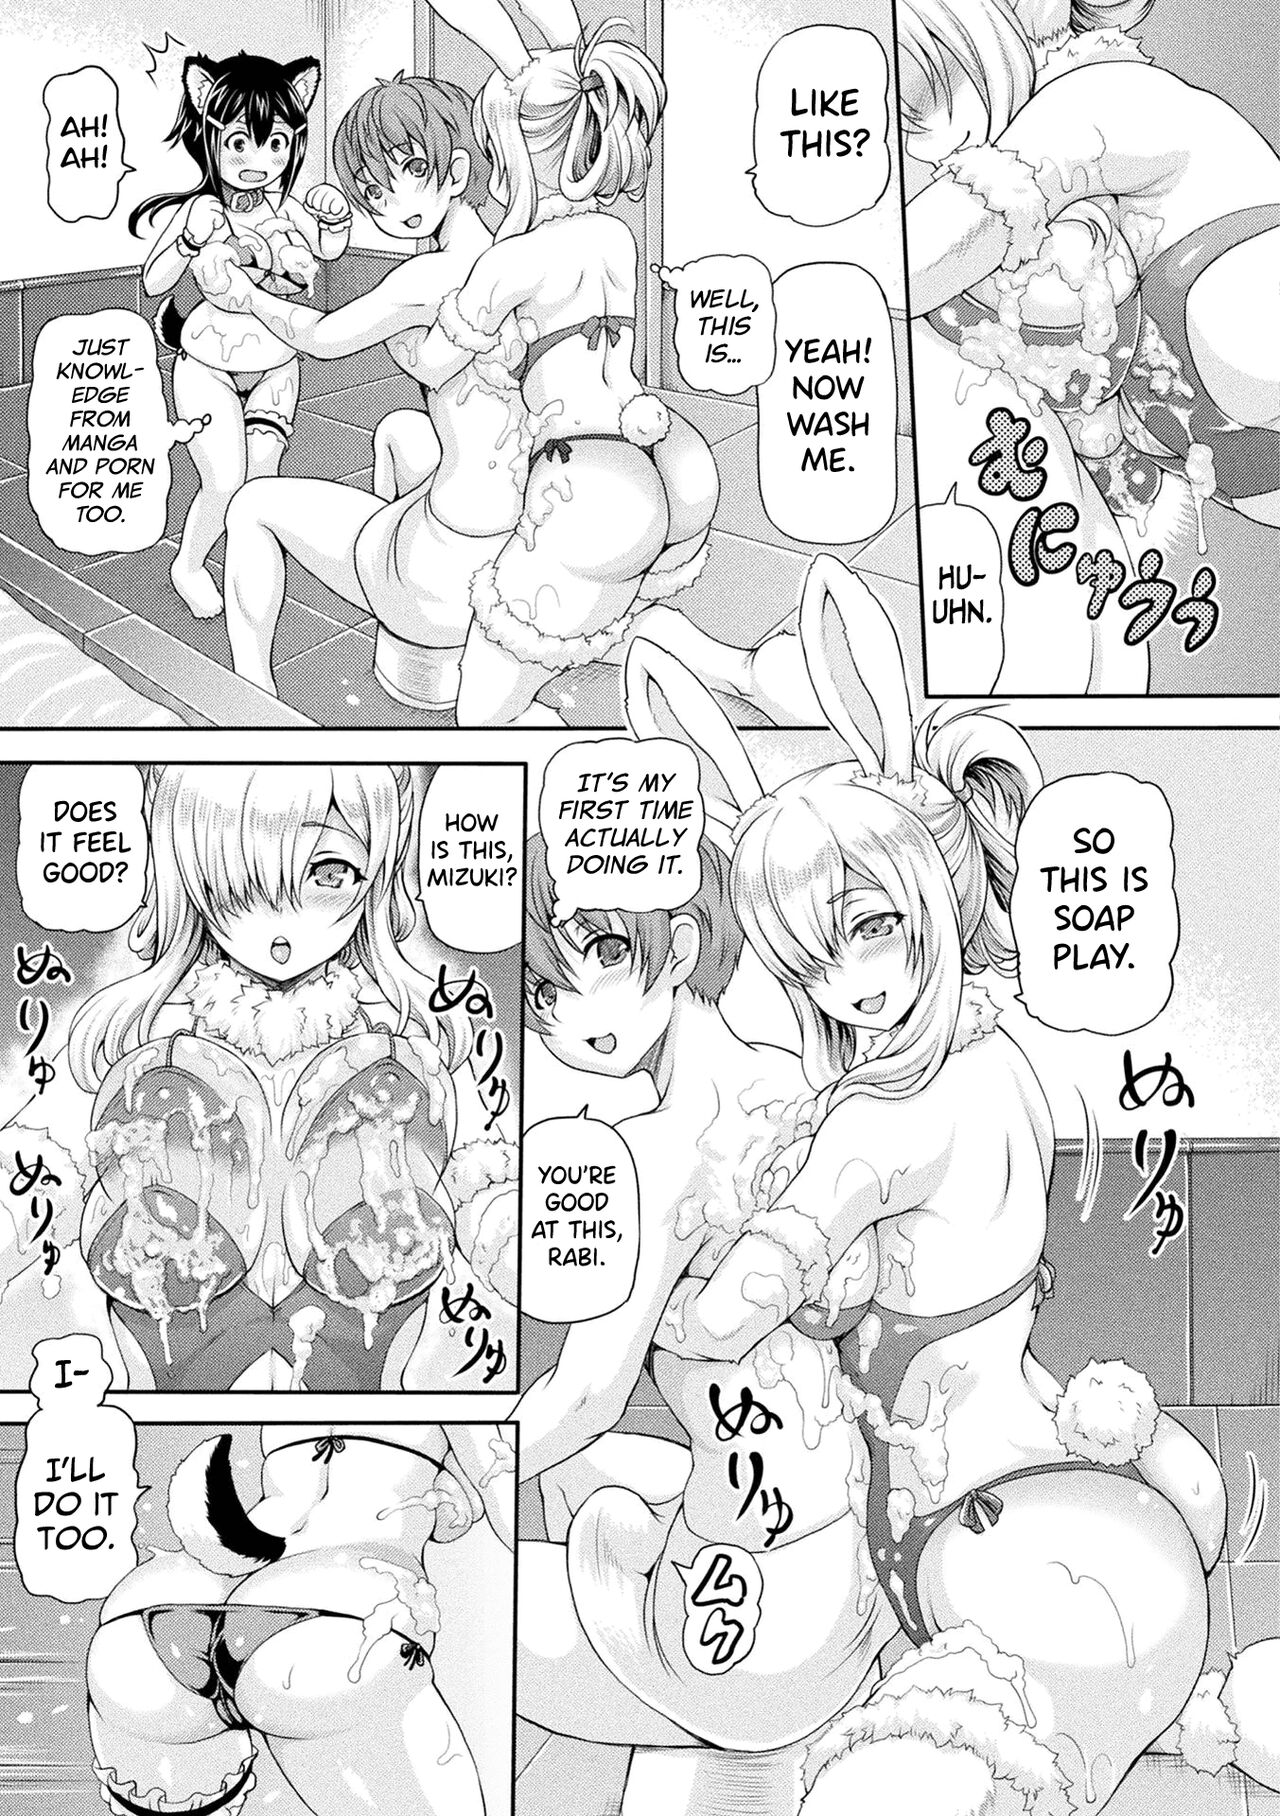 LIKE
THIS?
YEAH!
NOW
WASH
ME.
HU-
UHN.
むにゅうぅ
WELL,
THIS
IS...
AH!
AH!
JUST
KNOWL-
EDGE
FROM
MANGA
AND PORN
FOR ME
TOO.
SO
THIS IS
SOAP
PLAY.
IT'S MY
FIRST TIME
ACTUALLY
DOING IT.
YOU'RE
GOOD
AT THIS,
RABI.
ぬりゅ
ぬりゅ
ムク
HOW
IS THIS,
MIZUKI?
DOES
IT FEEL
GOOD?
ぬりゅ
ぬりゅ
ぬりゅ
ぬりゅ
I-
I'LL
DO IT
TOO.